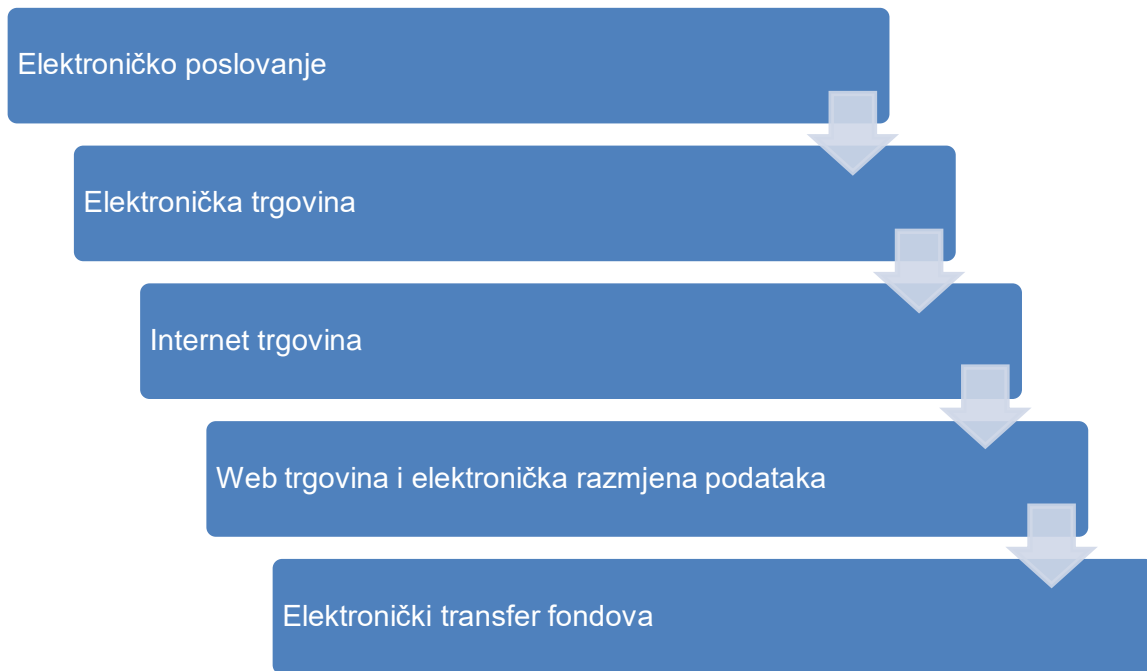 Elektroničko poslovanje
Elektronička trgovina
Internet trgovina
Web trgovina i elektronička razmjena podataka
Elektronički transfer fondova